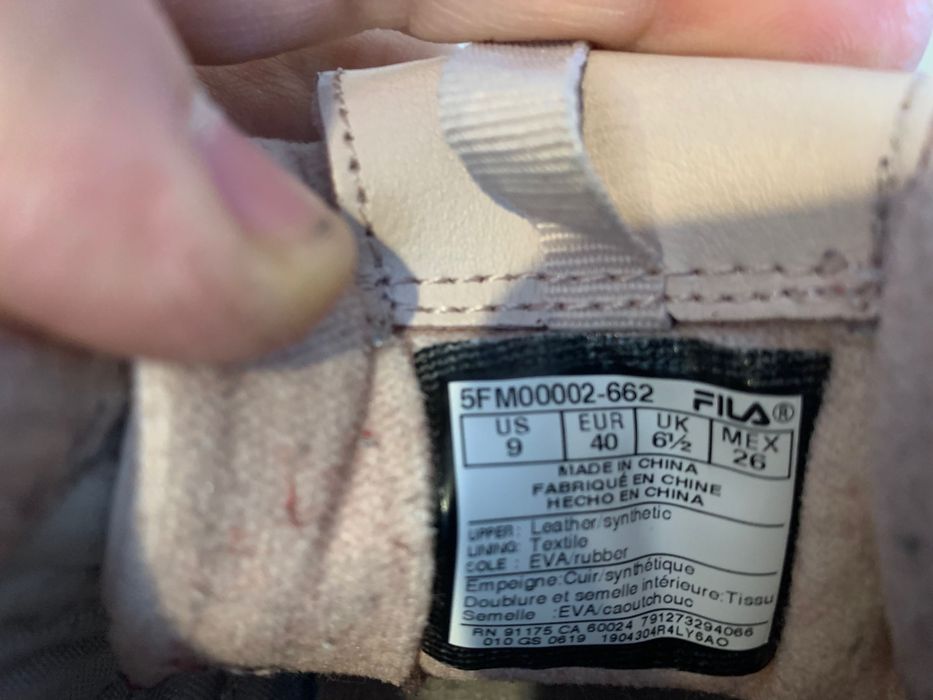 5FM00002-662 FILA®
US EUR UK MEX
9 40 6½ 26
MADE IN CHINA
FABRIQUÉ EN CHINE
HECHO EN CHINA
UPPER: Leather/synthetic
LINING: Textile
SOLE : EVA/rubber
Empeigne:Cuir/synthétique
Doublure et semelle intérieure:Tissu
Semelle :EVA/caoutchouc
RN 91175 CA 60024 791273294066
010 GS 0619 1904304R4LY6AO